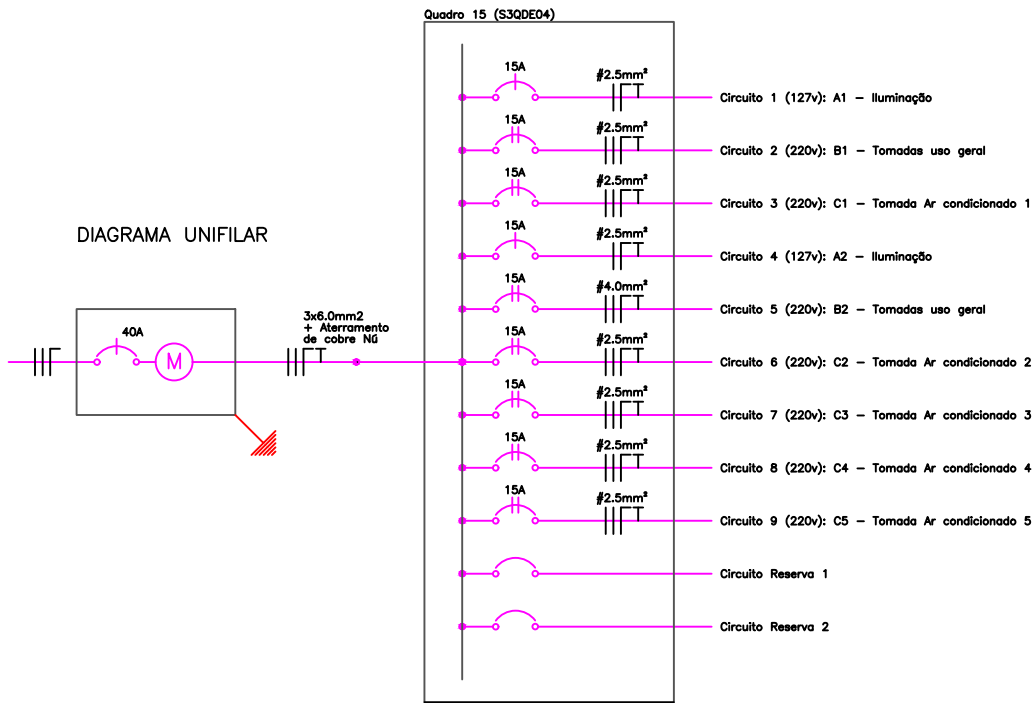 Quadro 15 (S3QDE04)
15A
#2.5mm²
Circuito 1 (127v): A1 – Iluminação
15A
#2.5mm²
Circuito 2 (220v): B1 – Tomadas uso geral
15A
#2.5mm²
Circuito 3 (220v): C1 – Tomada Ar condicionado 1
DIAGRAMA UNIFILAR
15A
#2.5mm²
Circuito 4 (127v): A2 – Iluminação
15A
#4.0mm²
Circuito 5 (220v): B2 – Tomadas uso geral
40A
M
3x6.0mm2
+ Aterramento
de cobre Nú
15A
#2.5mm²
Circuito 6 (220v): C2 – Tomada Ar condicionado 2
15A
#2.5mm²
Circuito 7 (220v): C3 – Tomada Ar condicionado 3
15A
#2.5mm²
Circuito 8 (220v): C4 – Tomada Ar condicionado 4
15A
#2.5mm²
Circuito 9 (220v): C5 – Tomada Ar condicionado 5
Circuito Reserva 1
Circuito Reserva 2